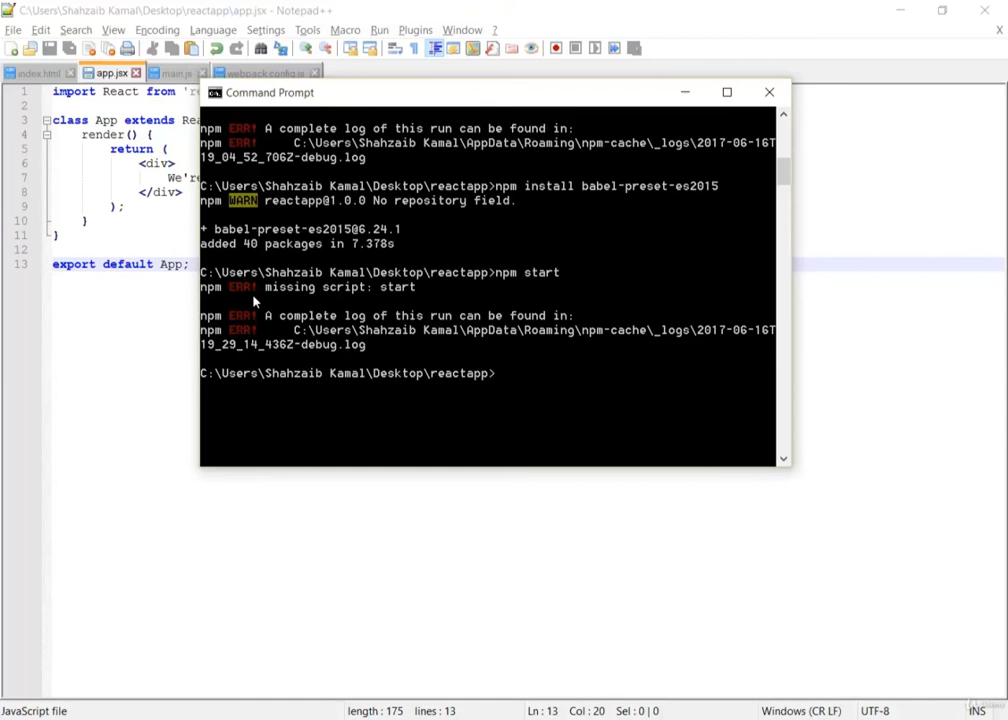 C:\Users\Shahzaib Kamal\Desktop\reactapp\app.jsx - Notepad++
File Edit Search View Encoding Language Settings Tools Macro Run Plugins Window ?
X
index.html app.jsx main.js webpack.config.js
Command Prompt
1 import React from 're
2
3 class App extends Rea
4 render() {
5 return (
6 <div>
7 We're
8 </div>
9 );
10 }
11 }
12
13 export default App;
npm ERR! A complete log of this run can be found in:
npm ERR!     C:\Users\Shahzaib Kamal\AppData\Roaming\npm-cache\_logs\2017-06-16T
19_04_52_706Z-debug.log
C:\Users\Shahzaib Kamal\Desktop\reactapp>npm install babel-preset-es2015
npm WARN reactapp@1.0.0 No repository field.
+ babel-preset-es2015@6.24.1
added 40 packages in 7.378s
C:\Users\Shahzaib Kamal\Desktop\reactapp>npm start
npm ERR! missing script: start
npm ERR! A complete log of this run can be found in:
npm ERR!     C:\Users\Shahzaib Kamal\AppData\Roaming\npm-cache\_logs\2017-06-16T
19_29_14_436Z-debug.log
C:\Users\Shahzaib Kamal\Desktop\reactapp>
JavaScript file length : 175 lines : 13 Ln : 13 Col : 20 Sel : 0 | 0 Windows (CR LF) UTF-8 INS